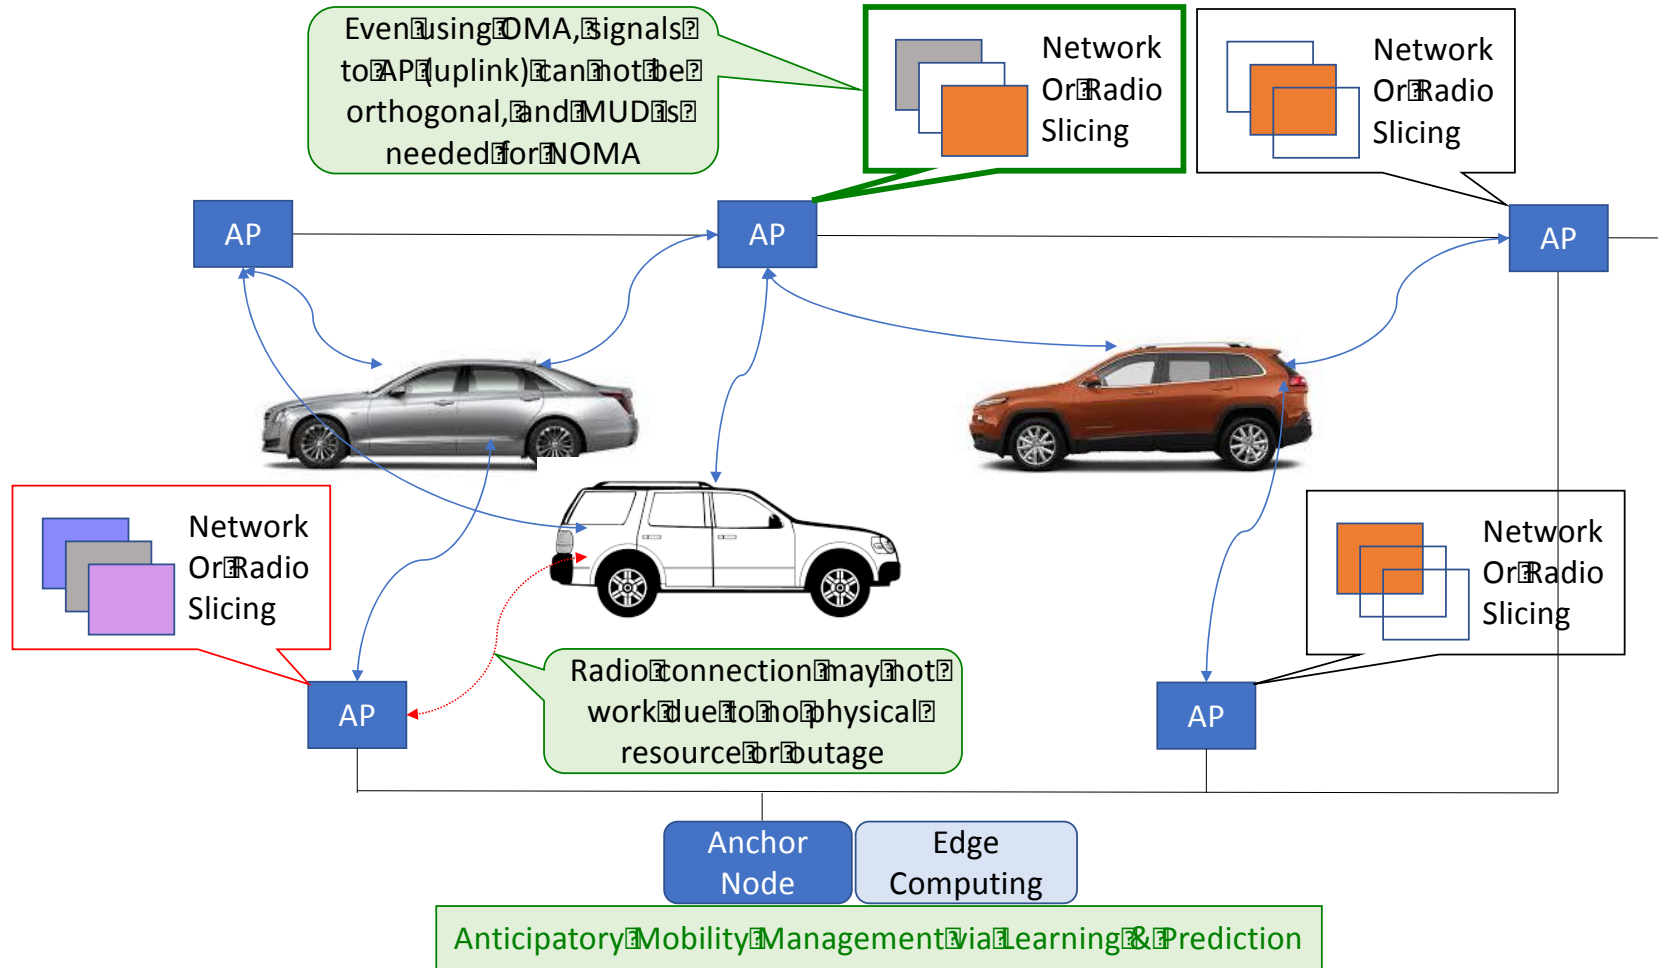 Even using OMA, signals
to AP (uplink) can not be
orthogonal, and MUD is
needed for NOMA
Network
Or Radio
Slicing
Network
Or Radio
Slicing
AP
AP
AP
Network
Or Radio
Slicing
Network
Or Radio
Slicing
Radio connection may not
work due to no physical
resource or outage
AP
AP
Anchor
Node
Edge
Computing
Anticipatory Mobility Management via Learning & Prediction